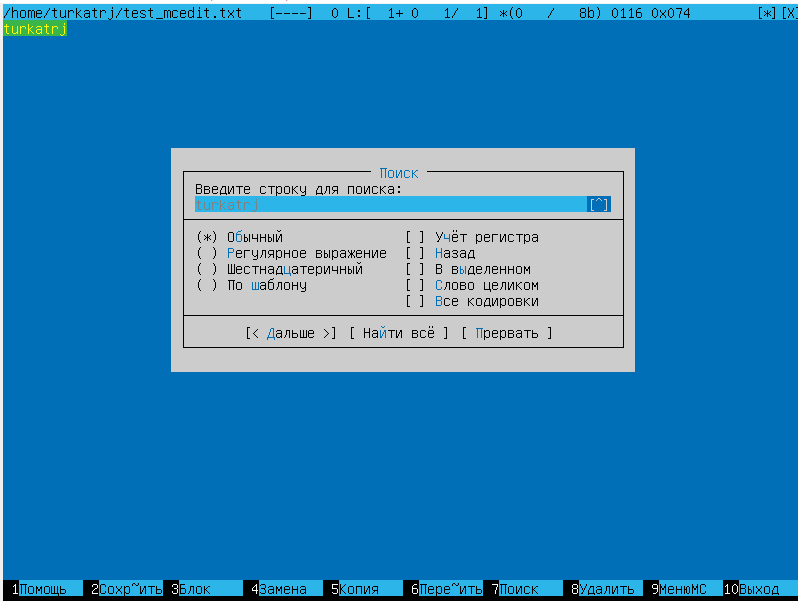 /home/turkatrj/test_mcedit.txt [----] 0 L:[ 1+ 0 1/ 1] *(0 / 8b) 0116 0x074 [*][X]
turkatrj
Поиск
Введите строку для поиска:
turkatrj [^]
(*) Обычный [ ] Учёт регистра
( ) Регулярное выражение [ ] Назад
( ) Шестнадцатеричный [ ] В выделенном
( ) По шаблону [ ] Слово целиком
[ ] Все кодировки
[< Дальше >] [ Найти всё ] [ Прервать ]
1Помощь 2Сохр~ить 3Блок 4Замена 5Копия 6Пере~ить 7Поиск 8Удалить 9МенюMC 10Выход